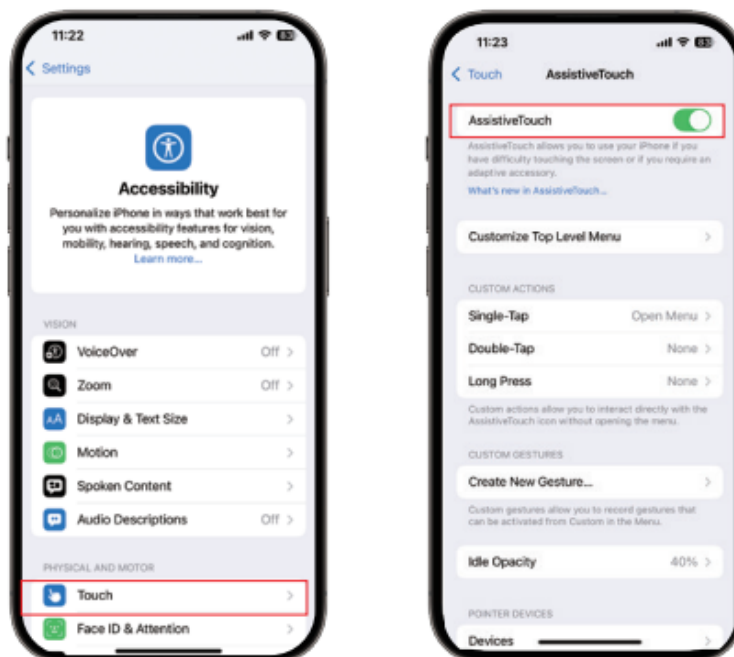 11:22
83
Settings
Accessibility
Personalize iPhone in ways that work best for
you with accessibility features for vision,
mobility, hearing, speech, and cognition.
Learn more...
VISION
VoiceOver
Off
Zoom
Off
AA
Display & Text Size
Motion
Spoken Content
Audio Descriptions
Off
PHYSICAL AND MOTOR
Touch
Face ID & Attention
11:23
83
Touch
AssistiveTouch
AssistiveTouch
AssistiveTouch allows you to use your iPhone if you
have difficulty touching the screen or if you require an
adaptive accessory.
What's new in AssistiveTouch...
Customize Top Level Menu
CUSTOM ACTIONS
Single-Tap
Open Menu
Double-Tap
None
Long Press
None
Custom actions allow you to interact directly with the
AssistiveTouch icon without opening the menu.
CUSTOM GESTURES
Create New Gesture...
Custom gestures allow you to record gestures that
can be activated from Custom in the Menu.
Idle Opacity
40%
POINTER DEVICES
Devices